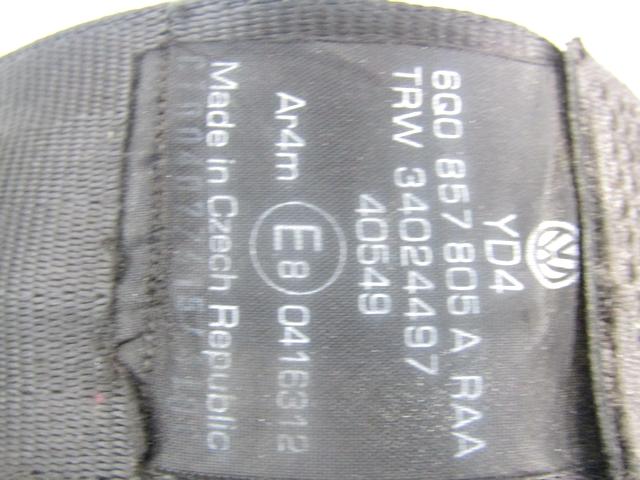 YD4
6Q0 857 805 A RAA
TRW 34024497
40549
Ar4m E8 0416312
Made in Czech Republic